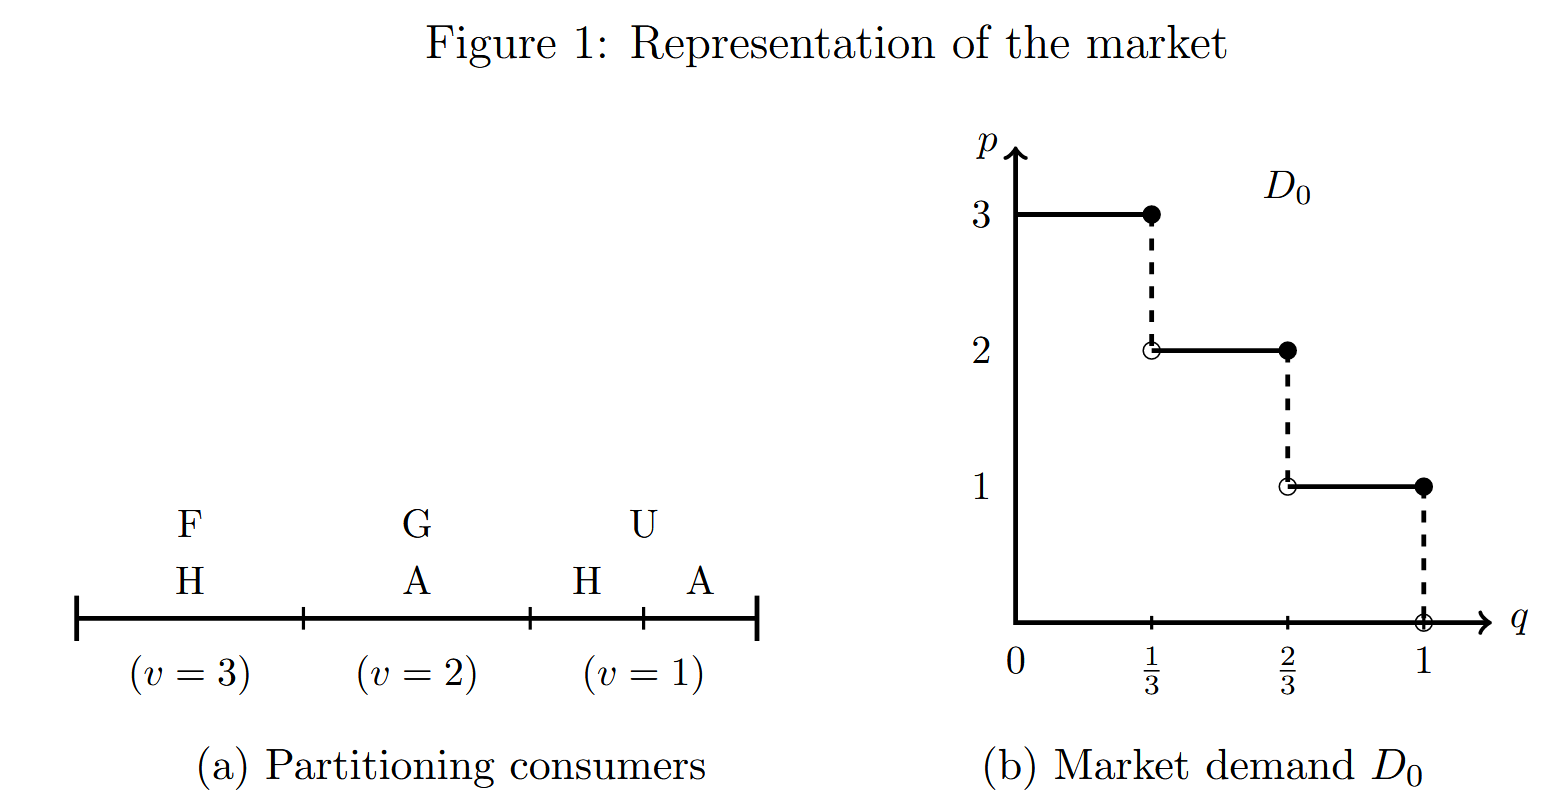 Figure 1: Representation of the market
F G U
H A H A
(v = 3) (v = 2) (v = 1)
(a) Partitioning consumers
p
D₀
3
2
1
q
0 1/3 2/3 1
(b) Market demand D₀